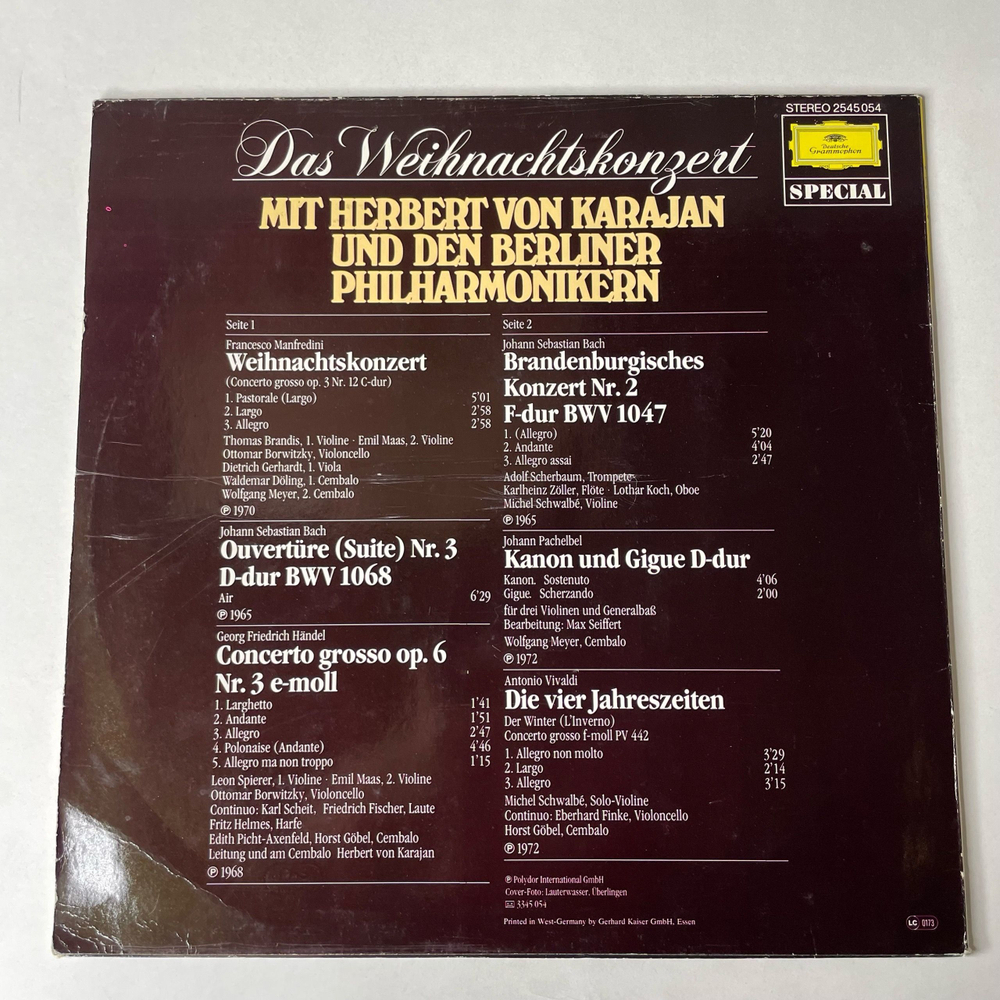 STEREO 2545 054
Deutsche
Grammophon
SPECIAL
Das Weihnachtskonzert
MIT HERBERT VON KARAJAN
UND DEN BERLINER
PHILHARMONIKERN
Seite 1
Francesco Manfredini
Weihnachtskonzert
(Concerto grosso op. 3 Nr. 12 C-dur)
1. Pastorale (Largo) 5'01
2. Largo 2'58
3. Allegro 2'58
Thomas Brandis, 1. Violine · Emil Maas, 2. Violine
Ottomar Borwitzky, Violoncello
Dietrich Gerhardt, 1. Viola
Waldemar Döling, 1. Cembalo
Wolfgang Meyer, 2. Cembalo
℗ 1970
Johann Sebastian Bach
Ouvertüre (Suite) Nr. 3
D-dur BWV 1068
Air 6'29
℗ 1965
Georg Friedrich Händel
Concerto grosso op. 6
Nr. 3 e-moll
1. Larghetto 1'41
2. Andante 1'51
3. Allegro 2'47
4. Polonaise (Andante) 4'46
5. Allegro ma non troppo 1'15
Leon Spierer, 1. Violine · Emil Maas, 2. Violine
Ottomar Borwitzky, Violoncello
Continuo: Karl Scheit, Friedrich Fischer, Laute
Fritz Helmes, Harfe
Edith Picht-Axenfeld, Horst Göbel, Cembalo
Leitung und am Cembalo Herbert von Karajan
℗ 1968
Seite 2
Johann Sebastian Bach
Brandenburgisches
Konzert Nr. 2
F-dur BWV 1047
1. (Allegro) 5'20
2. Andante 4'04
3. Allegro assai 2'47
Adolf Scherbaum, Trompete
Karlheinz Zöller, Flöte · Lothar Koch, Oboe
Michel Schwalbé, Violine
℗ 1965
Johann Pachelbel
Kanon und Gigue D-dur
Kanon. Sostenuto 4'06
Gigue. Scherzando 2'00
für drei Violinen und Generalbaß
Bearbeitung: Max Seiffert
Wolfgang Meyer, Cembalo
℗ 1972
Antonio Vivaldi
Die vier Jahreszeiten
Der Winter (L'Inverno)
Concerto grosso f-moll PV 442
1. Allegro non molto 3'29
2. Largo 2'14
3. Allegro 3'15
Michel Schwalbé, Solo-Violine
Continuo: Eberhard Finke, Violoncello
Horst Göbel, Cembalo
℗ 1972
℗ Polydor International GmbH
Cover-Foto: Lauterwasser, Überlingen
3345 054
Printed in West-Germany by Gerhard Kaiser GmbH, Essen
LC 0173